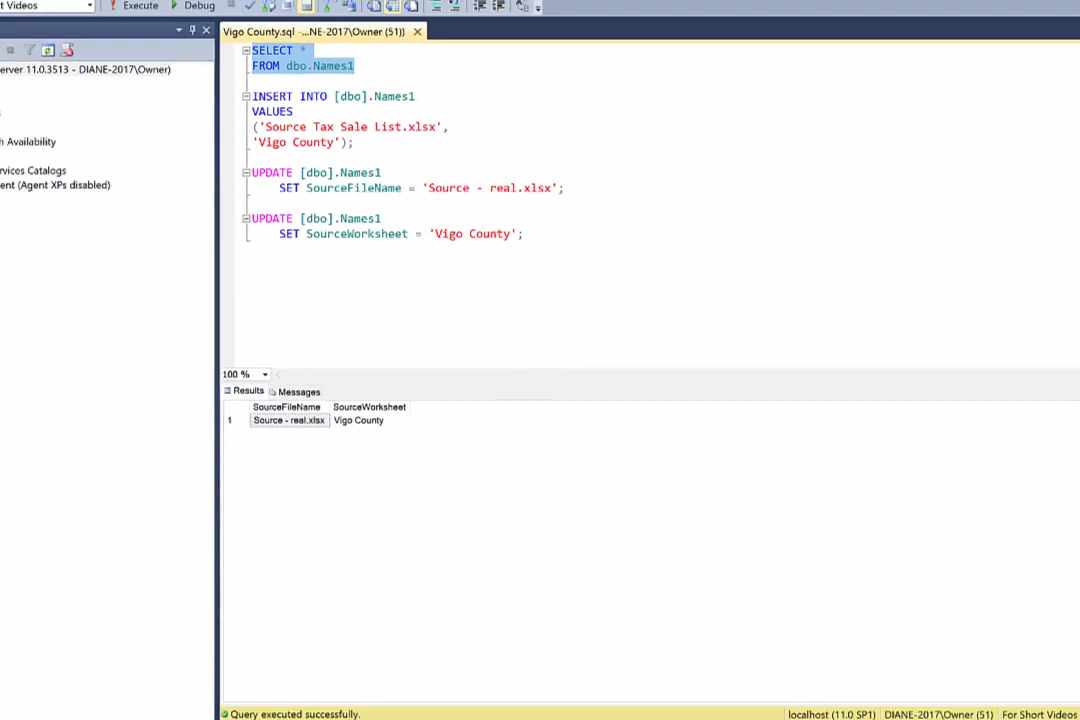 t Videos
Execute
Debug
Vigo County.sql -...NE-2017\Owner (51))
erver 11.0.3513 - DIANE-2017\Owner)
h Availability
rvices Catalogs
ent (Agent XPs disabled)
SELECT *
FROM dbo.Names1
INSERT INTO [dbo].Names1
VALUES
('Source Tax Sale List.xlsx',
'Vigo County');
UPDATE [dbo].Names1
SET SourceFileName = 'Source - real.xlsx';
UPDATE [dbo].Names1
SET SourceWorksheet = 'Vigo County';
100 %
Results Messages
SourceFileName SourceWorksheet
1 Source - real.xlsx Vigo County
Query executed successfully.
localhost (11.0 SP1) DIANE-2017\Owner (51) For Short Videos